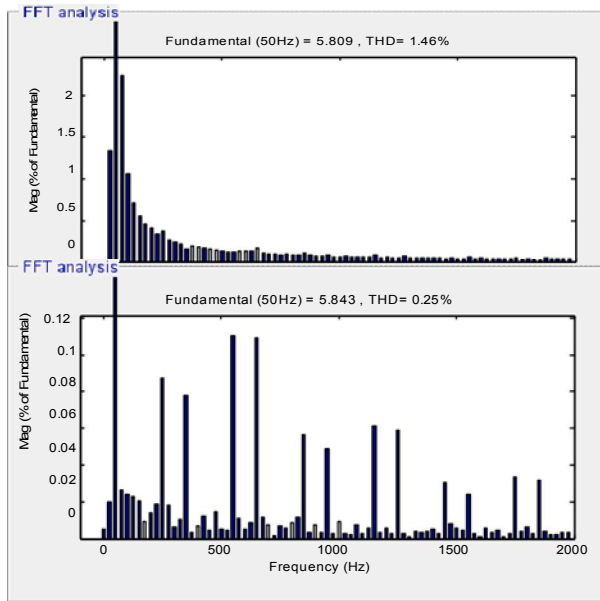 FFT analysis
Fundamental (50Hz) = 5.809 , THD= 1.46%
Mag (% of Fundamental)
2
1.5
1
0.5
0
FFT analysis
Fundamental (50Hz) = 5.843 , THD= 0.25%
Mag (% of Fundamental)
0.12
0.1
0.08
0.06
0.04
0.02
0
0
500
1000
1500
2000
Frequency (Hz)